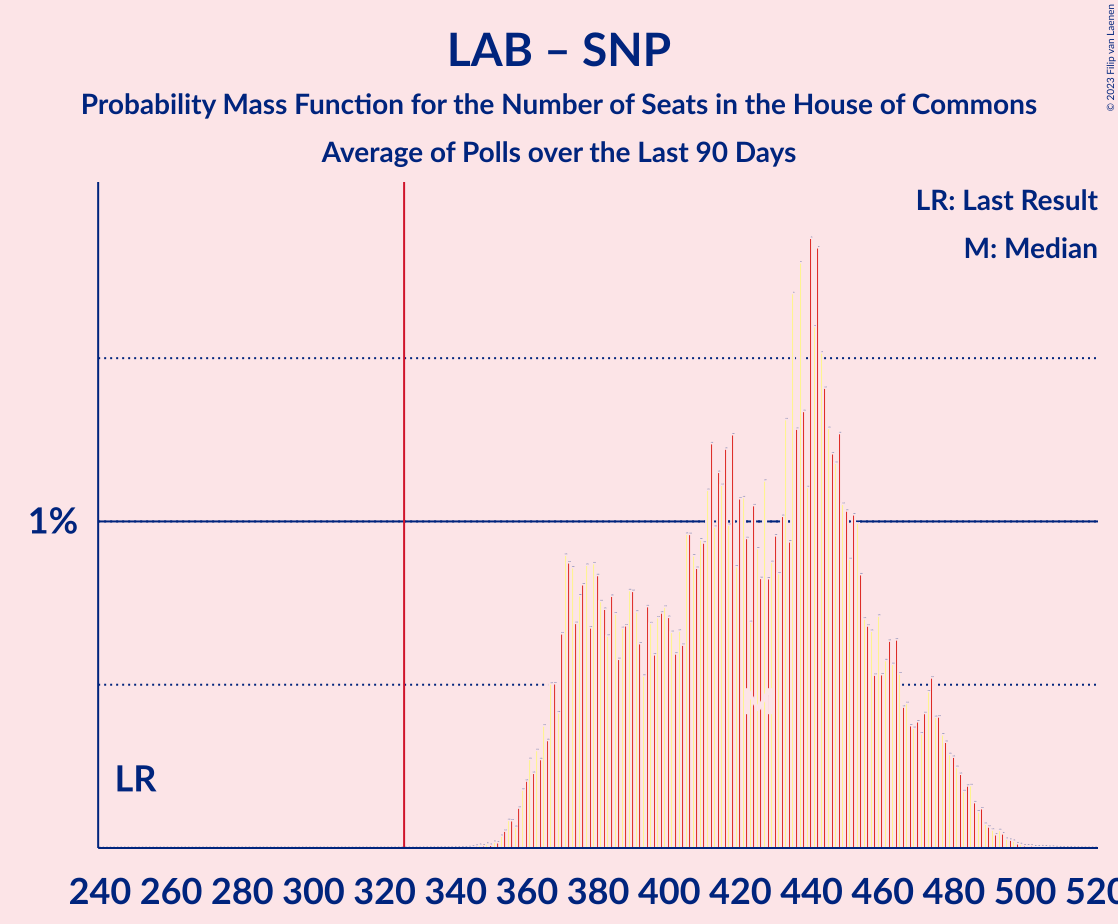 LAB – SNP
Probability Mass Function for the Number of Seats in the House of Commons
Average of Polls over the Last 90 Days
© 2023 Filip van Laenen
LR: Last Result
M: Median
1%
LR
M
240 260 280 300 320 340 360 380 400 420 440 460 480 500 520